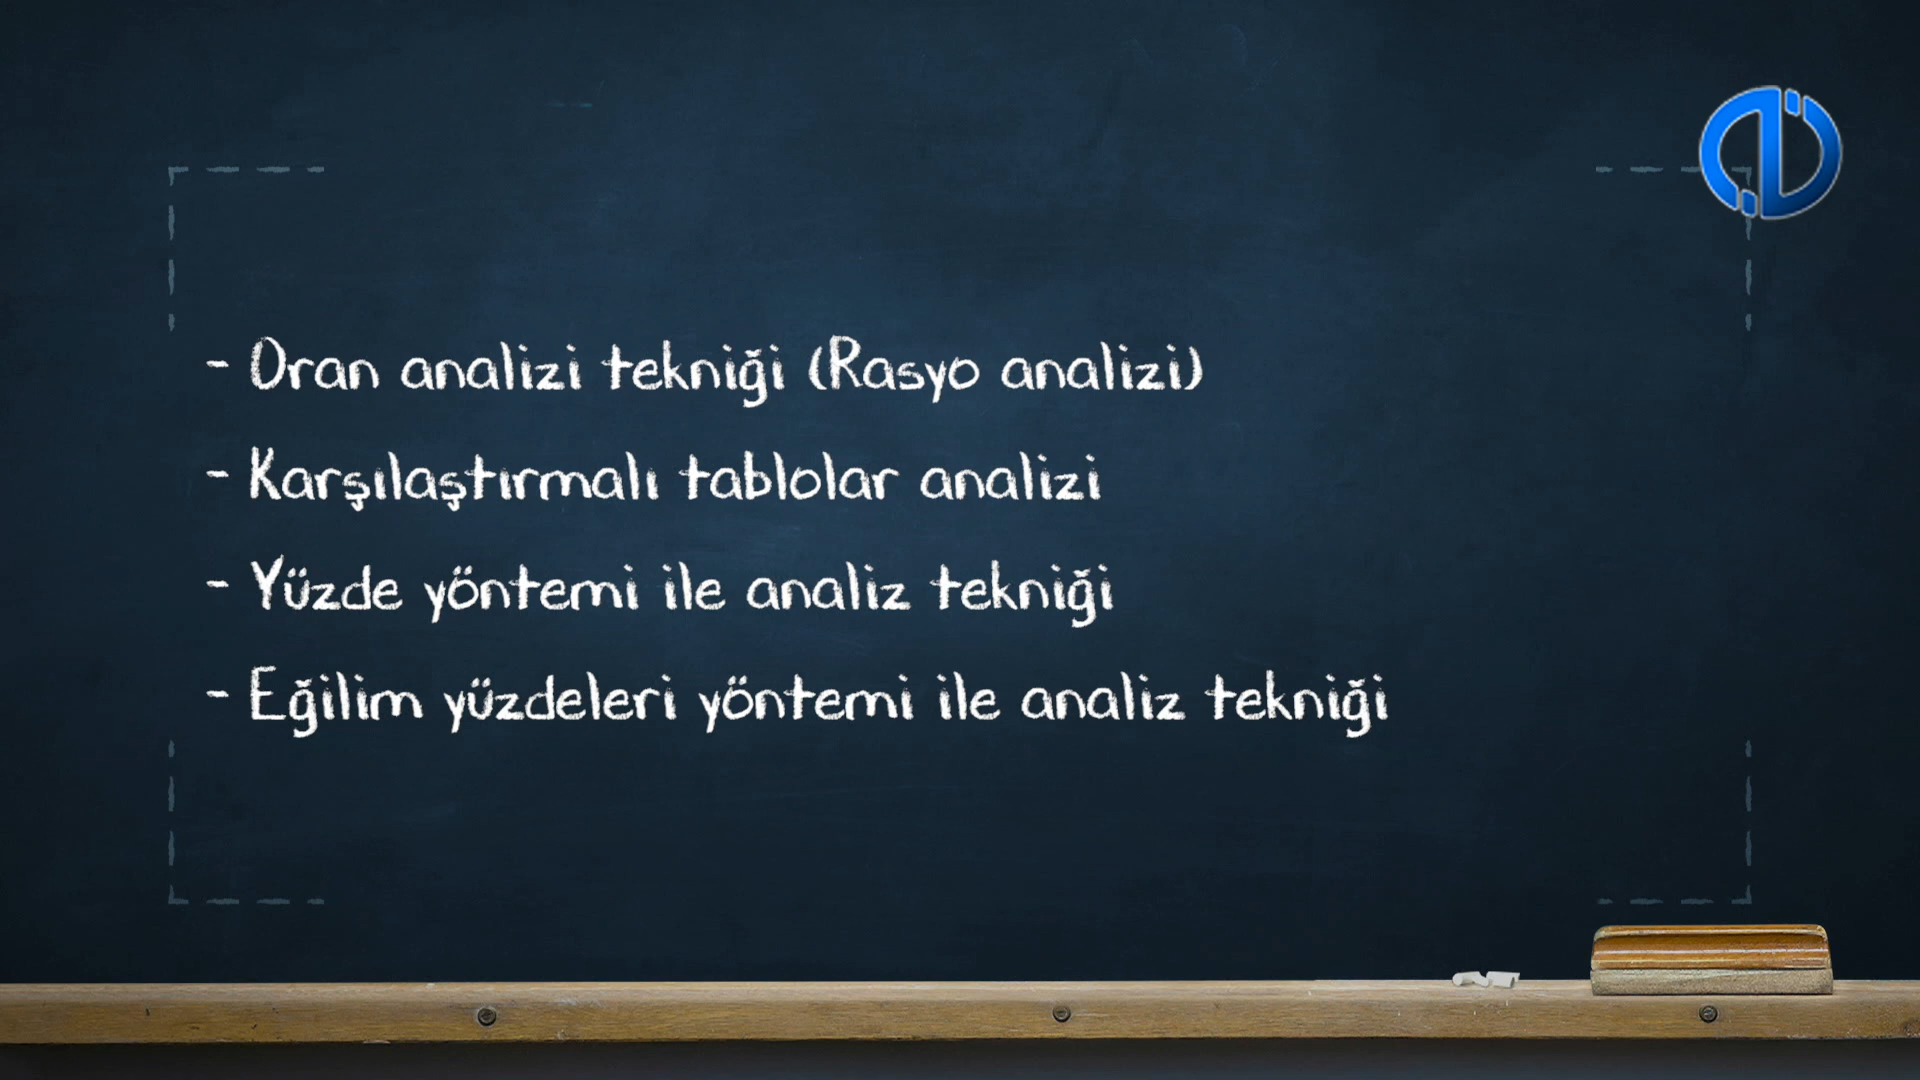 - Oran analizi tekniği (Rasyo analizi)
- Karşılaştırmalı tablolar analizi
- Yüzde yöntemi ile analiz tekniği
- Eğilim yüzdeleri yöntemi ile analiz tekniği